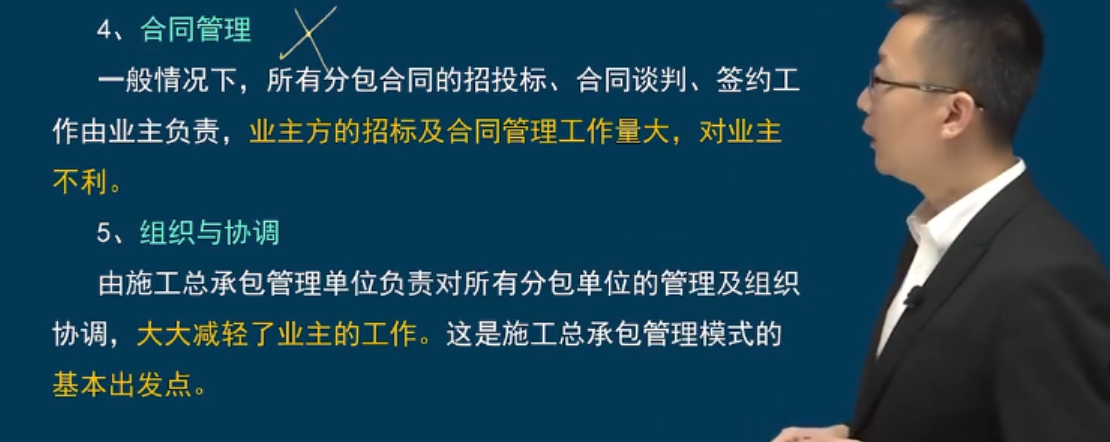 4、合同管理
一般情况下，所有分包合同的招投标、合同谈判、签约工
作由业主负责，业主方的招标及合同管理工作量大，对业主
不利。
5、组织与协调
由施工总承包管理单位负责对所有分包单位的管理及组织
协调，大大减轻了业主的工作。这是施工总承包管理模式的
基本出发点。